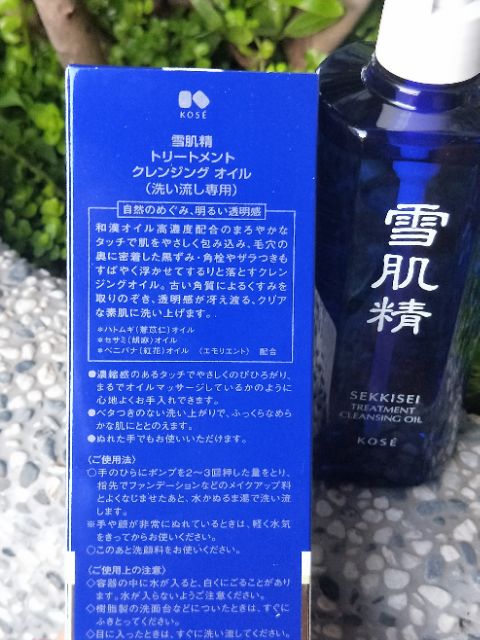 KOSÉ
雪肌精
トリートメント
クレンジング オイル
(洗い流し専用)
自然のめぐみ、明るい透明感
和漢オイル高濃度配合のまろやかな
タッチで肌をやさしく包み込み、毛穴の
奥に密着した黒ずみ・角栓やザラつきも
すばやく浮かせてするりと落とすクレン
ジングオイル。古い角質によるくすみを
取りのぞき、透明感が冴え渡る、クリア
な素肌に洗い上げます。
*ハトムギ(薏苡仁)オイル
*セサミ(胡麻)オイル
*ベニバナ(紅花)オイル (エモリエント) 配合
●濃縮感のあるタッチでやさしくのびひろがり、
まるでオイルマッサージしているかのように
心地よくお手入れできます。
●ベタつきのない洗い上がりで、ふっくらなめら
かな肌にととのえます。
●ぬれた手でもお使いいただけます。
〈ご使用法〉
○手のひらにポンプを2〜3回押した量をとり、
指先でファンデーションなどのメイクアップ料
とよくなじませたあと、水かぬるま湯で洗い流
します。
※手や顔が非常にぬれているときは、軽く水気
をきってからお使いください。
○このあと洗顔料をお使いください。
〈ご使用上の注意〉
◇容器の中に水が入ると、白くにごることがあり
ます。水が入らないようご注意ください。
◇樹脂製の洗面台などについたときは、すぐに
ふきとってください。
◇目に入ったときは、すぐに洗い流してください。
雪肌精
SEKKISEI
TREATMENT
CLEANSING OIL
KOSÉ